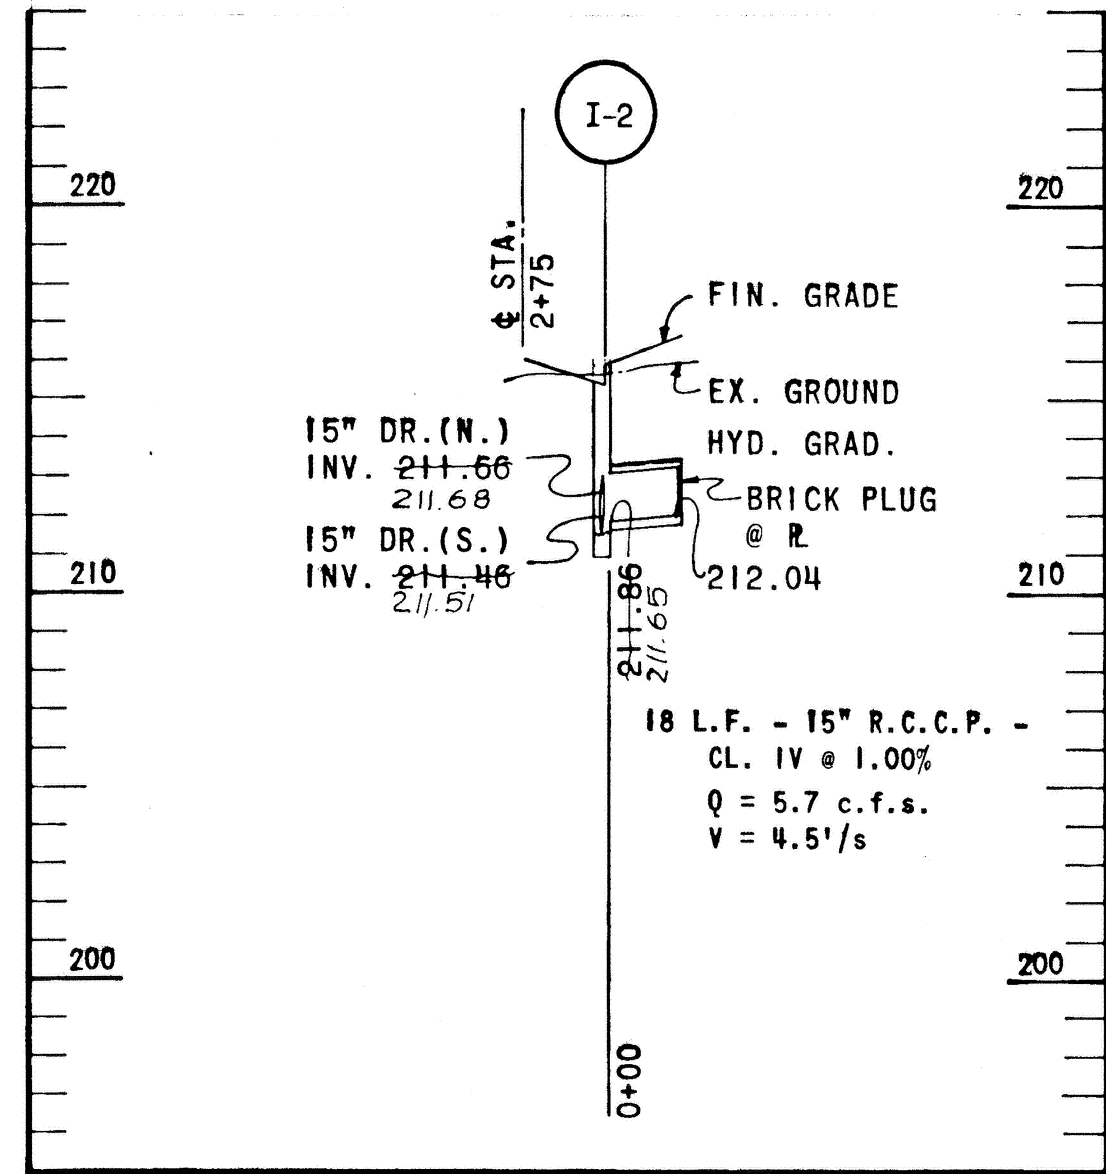 I-2
220
220
℄ STA.
2+75
FIN. GRADE
EX. GROUND
HYD. GRAD.
15" DR.(N.)
INV. 211.66
211.68
BRICK PLUG
@ ⅊
15" DR.(S.)
INV. 211.46
211.51
212.04
210
210
211.86
211.65
18 L.F. - 15" R.C.C.P. -
CL. IV @ 1.00%
Q = 5.7 c.f.s.
V = 4.5'/s
200
200
0+00